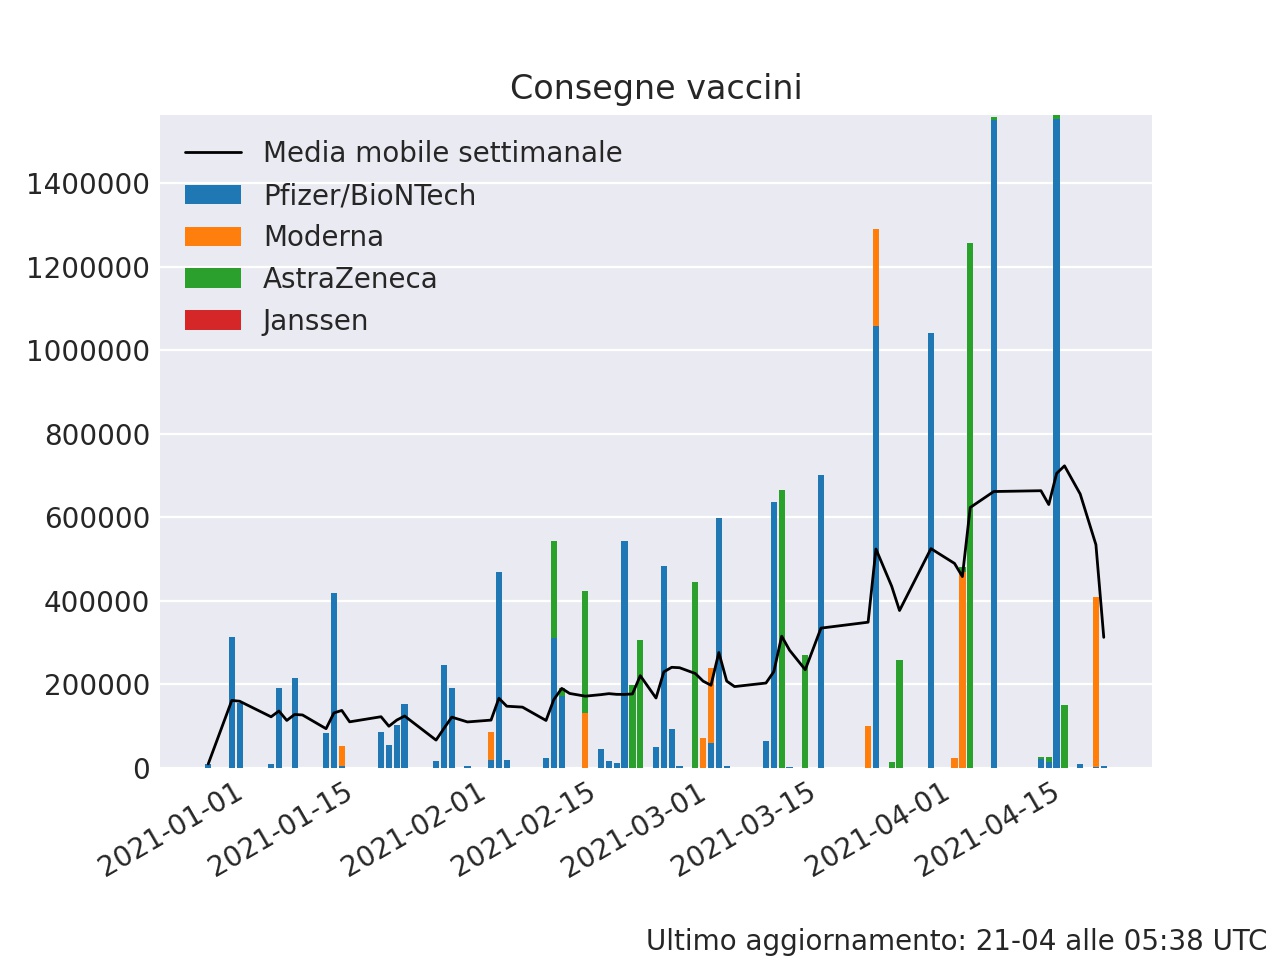 Consegne vaccini
Media mobile settimanale
Pfizer/BioNTech
Moderna
AstraZeneca
Janssen
1400000
1200000
1000000
800000
600000
400000
200000
0
2021-01-01
2021-01-15
2021-02-01
2021-02-15
2021-03-01
2021-03-15
2021-04-01
2021-04-15
Ultimo aggiornamento: 21-04 alle 05:38 UTC